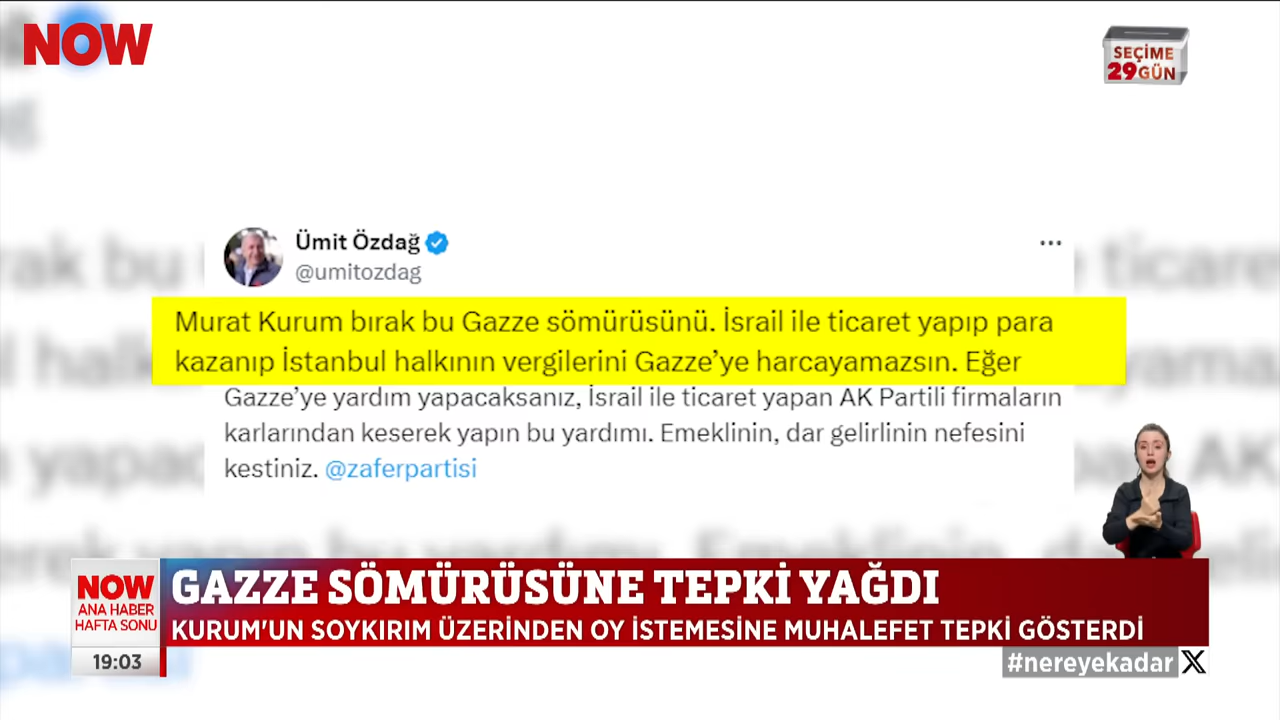 NOW
SEÇİME
29 GÜN
Ümit Özdağ
@umitozdag
Murat Kurum bırak bu Gazze sömürüsünü. İsrail ile ticaret yapıp para
kazanıp İstanbul halkının vergilerini Gazze’ye harcayamazsın. Eğer
Gazze’ye yardım yapacaksanız, İsrail ile ticaret yapan AK Partili firmaların
karlarından keserek yapın bu yardımı. Emeklinin, dar gelirlinin nefesini
kestiniz. @zaferpartisi
NOW
ANA HABER
HAFTA SONU
19:03
GAZZE SÖMÜRÜSÜNE TEPKİ YAĞDI
KURUM'UN SOYKIRIM ÜZERİNDEN OY İSTEMESİNE MUHALEFET TEPKİ GÖSTERDİ
#nereyekadar X